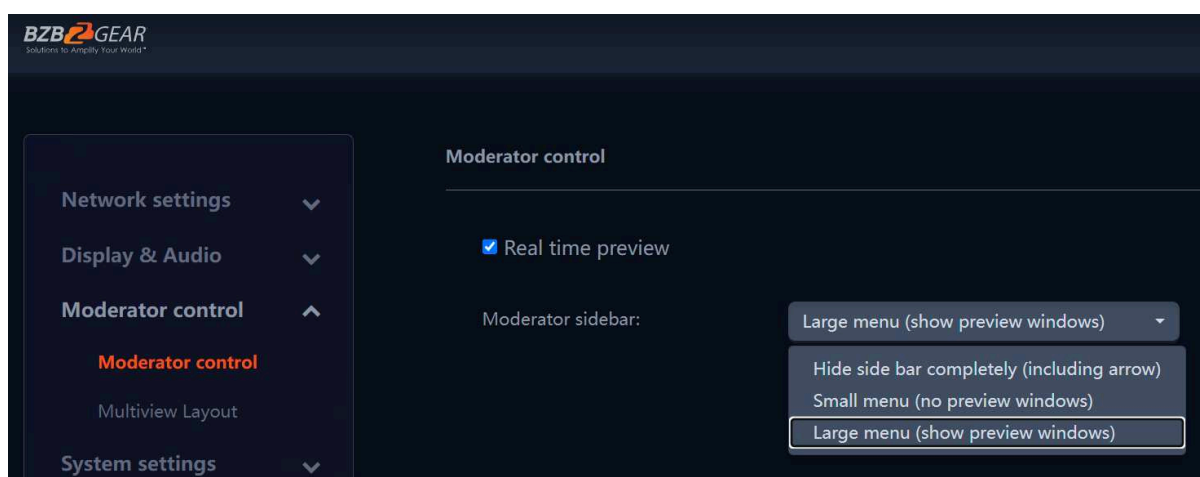 BZBGEAR
Solutions to Amplify Your World™
Moderator control
Network settings
Display & Audio
Moderator control
Moderator control
Multiview Layout
System settings
Real time preview
Moderator sidebar:
Large menu (show preview windows)
Hide side bar completely (including arrow)
Small menu (no preview windows)
Large menu (show preview windows)